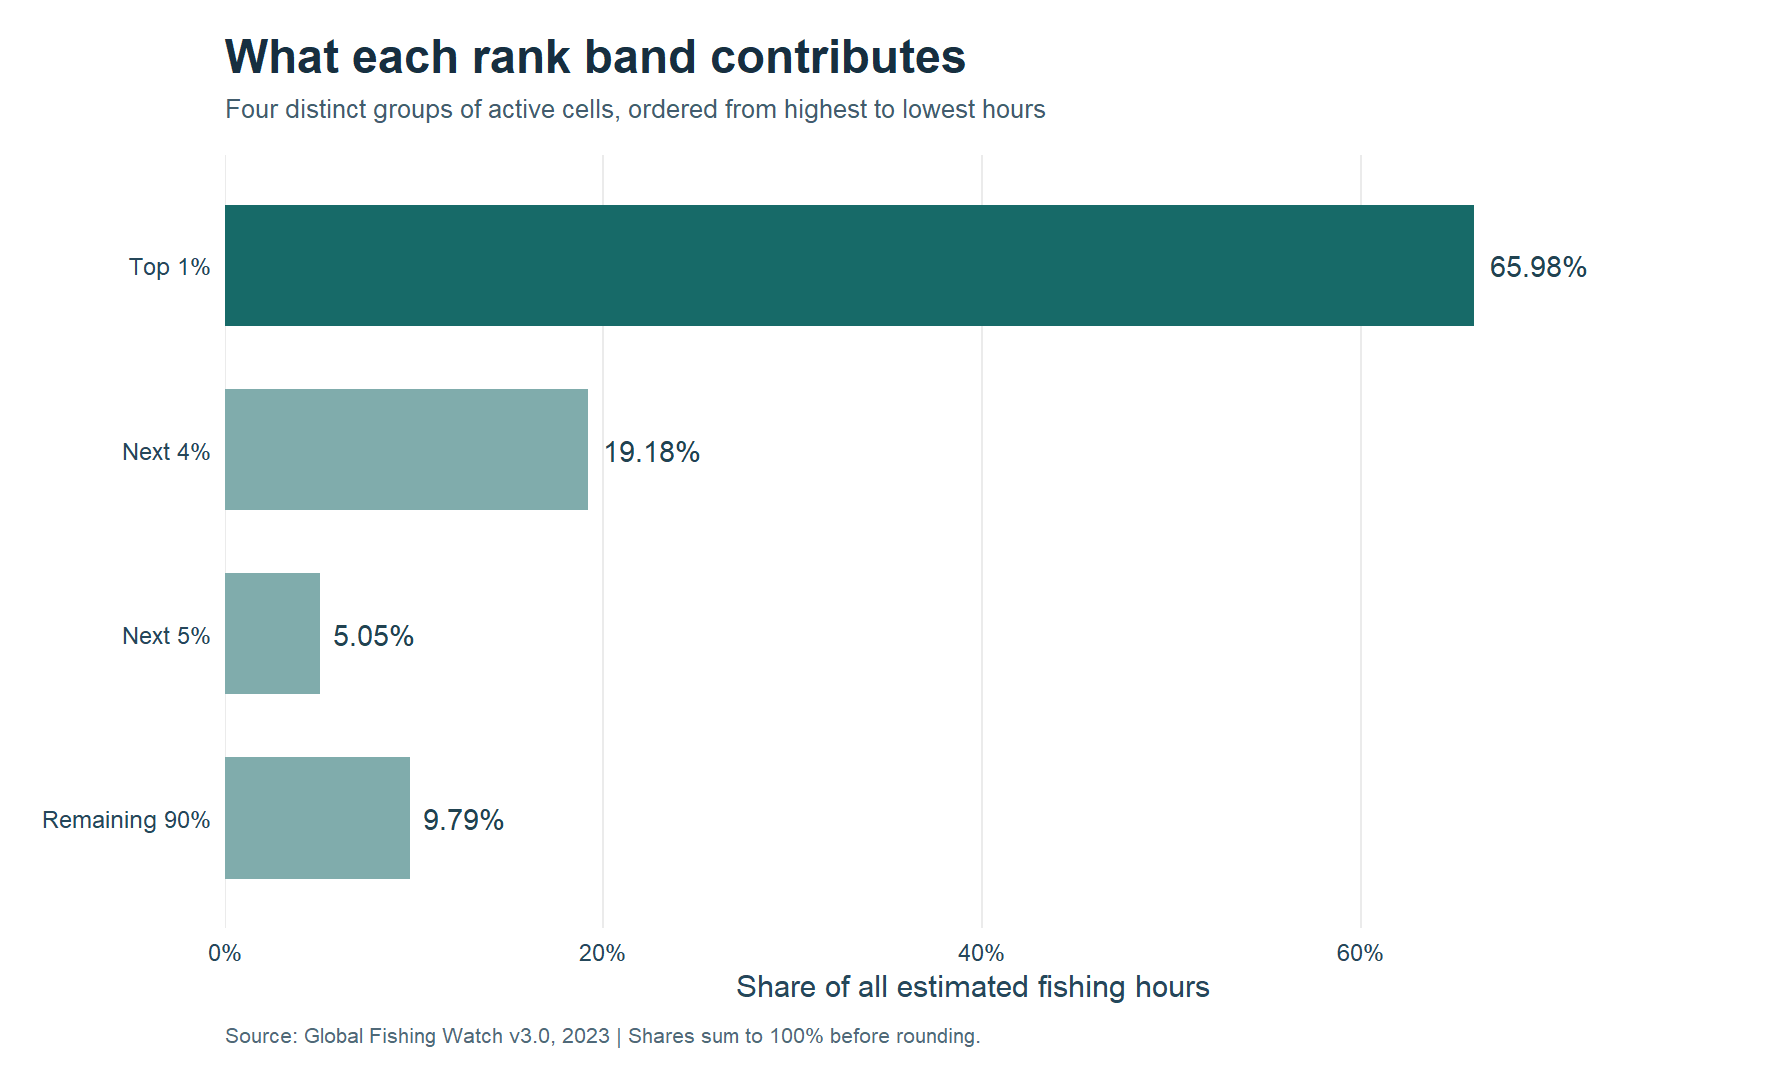 What each rank band contributes
Four distinct groups of active cells, ordered from highest to lowest hours
Top 1%
65.98%
Next 4%
19.18%
Next 5%
5.05%
Remaining 90%
9.79%
0%
20%
40%
60%
Share of all estimated fishing hours
Source: Global Fishing Watch v3.0, 2023 | Shares sum to 100% before rounding.